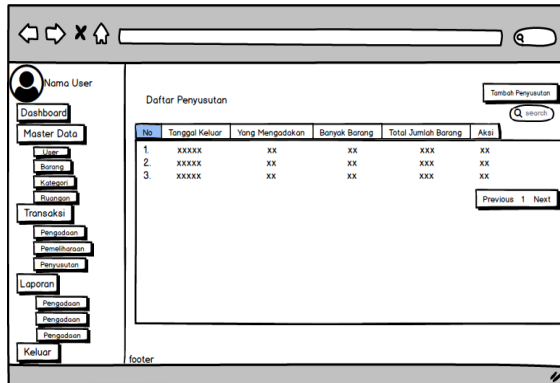 Nama User
Dashboard
Master Data
User
Barang
Kategori
Ruangan
Transaksi
Pengadaan
Pemeliharaan
Penyusutan
Laporan
Pengadaan
Pengadaan
Pengadaan
Keluar
Tambah Penyusutan
Daftar Penyusutan
search
No Tanggal Keluar Yang Mengadakan Banyak Barang Total Jumlah Barang Aksi
1. xxxxx xx xx xxx xx
2. xxxxx xx xx xxx xx
3. xxxxx xx xx xxx xx
Previous 1 Next
footer